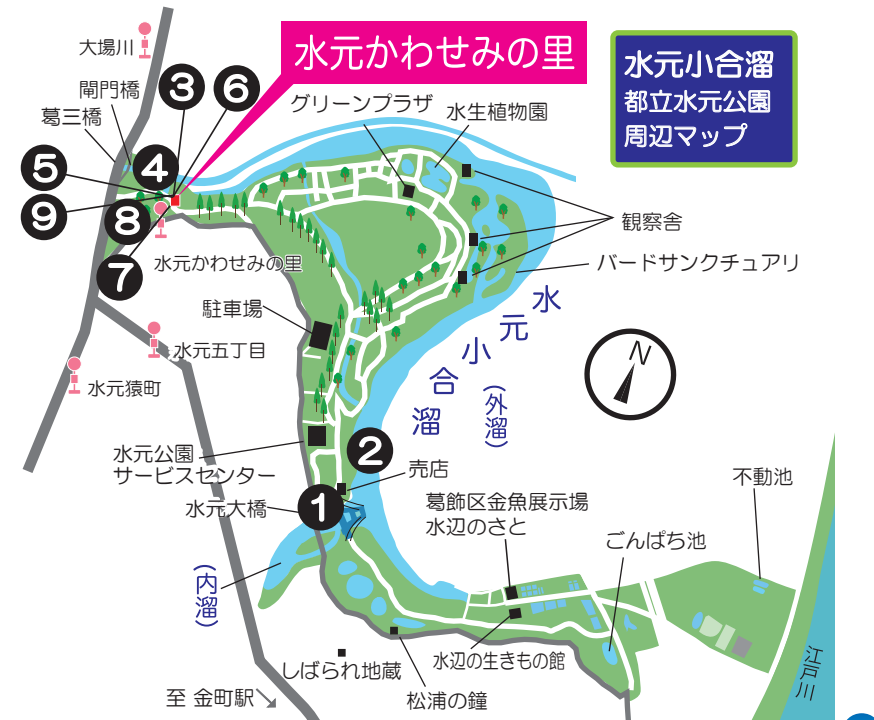 水元かわせみの里
水元小合溜
都立水元公園
周辺マップ
大場川
閘門橋
葛三橋
3
6
グリーンプラザ
水生植物園
5
4
9
8
7
観察舎
バードサンクチュアリ
水元かわせみの里
駐車場
水元五丁目
水元猿町
水元小合溜
(外溜)
N
水元公園
サービスセンター
2
売店
水元大橋
1
葛飾区金魚展示場
水辺のさと
不動池
ごんぱち池
(内溜)
しばられ地蔵
水辺の生きもの館
松浦の鐘
至 金町駅
江戸川